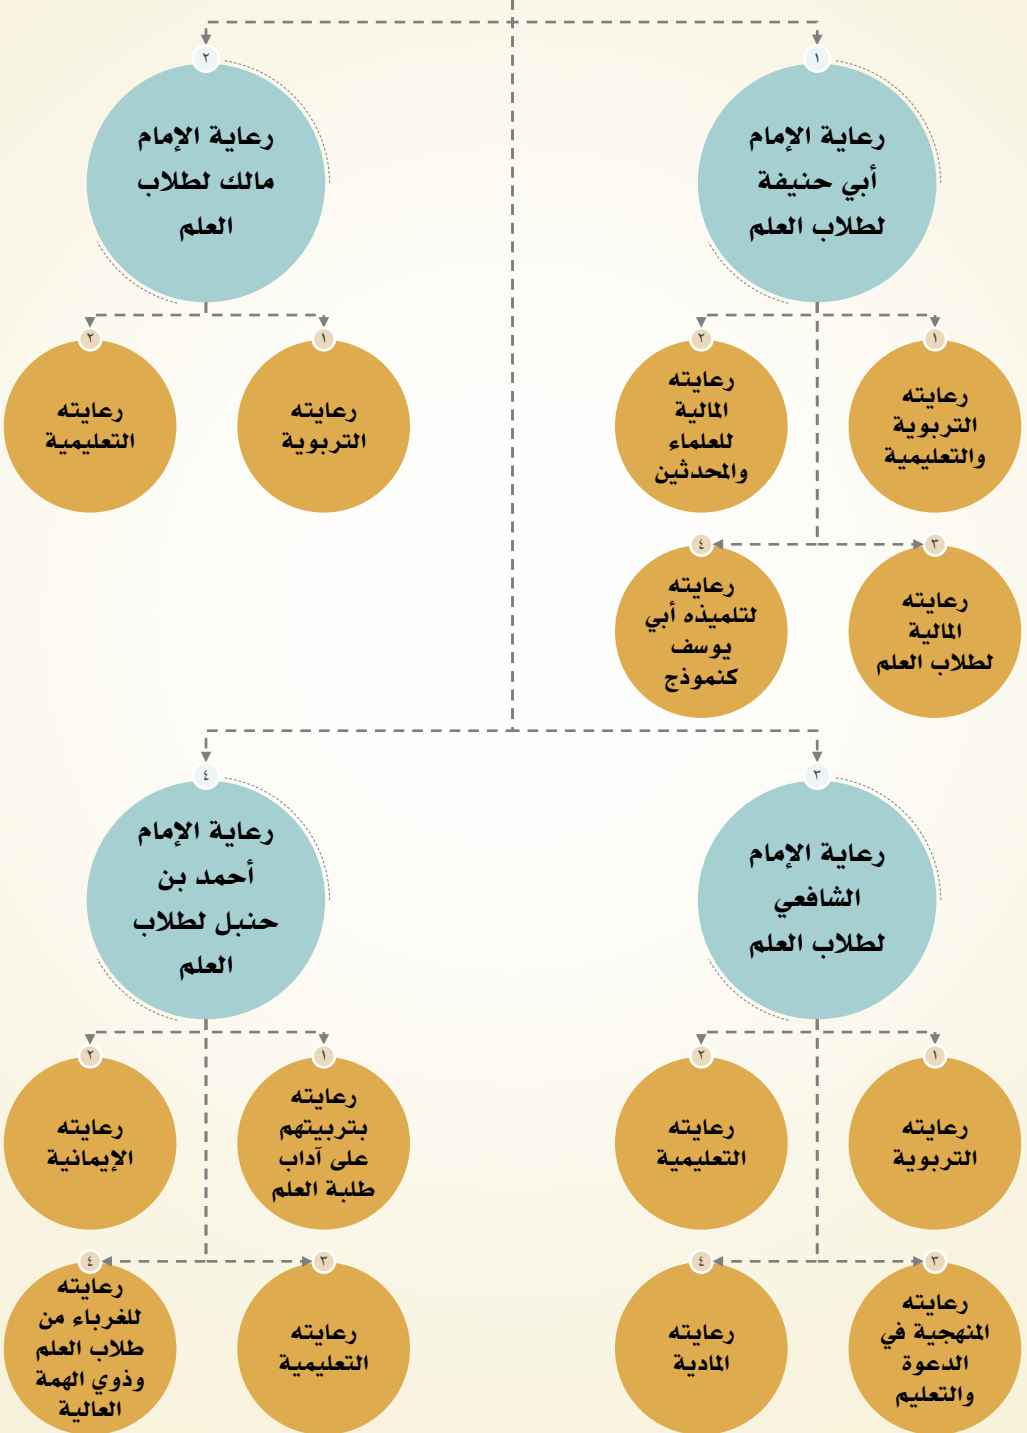 ١
رعاية الإمام
أبي حنيفة
لطلاب العلم
١
رعايته
التربوية
والتعليمية
٢
رعايته
المالية
للعلماء
والمحدثين
٣
رعايته
المالية
لطلاب العلم
٤
رعايته
لتلميذه أبي
يوسف
كنموذج
٢
رعاية الإمام
مالك لطلاب
العلم
١
رعايته
التربوية
٢
رعايته
التعليمية
٣
رعاية الإمام
الشافعي
لطلاب العلم
١
رعايته
التربوية
٢
رعايته
التعليمية
٣
رعايته
المنهجية في
الدعوة
والتعليم
٤
رعايته
المادية
٤
رعاية الإمام
أحمد بن
حنبل لطلاب
العلم
١
رعايته
بتربيتهم
على آداب
طلبة العلم
٢
رعايته
الإيمانية
٣
رعايته
التعليمية
٤
رعايته
للغرباء من
طلاب العلم
وذوي الهمة
العالية